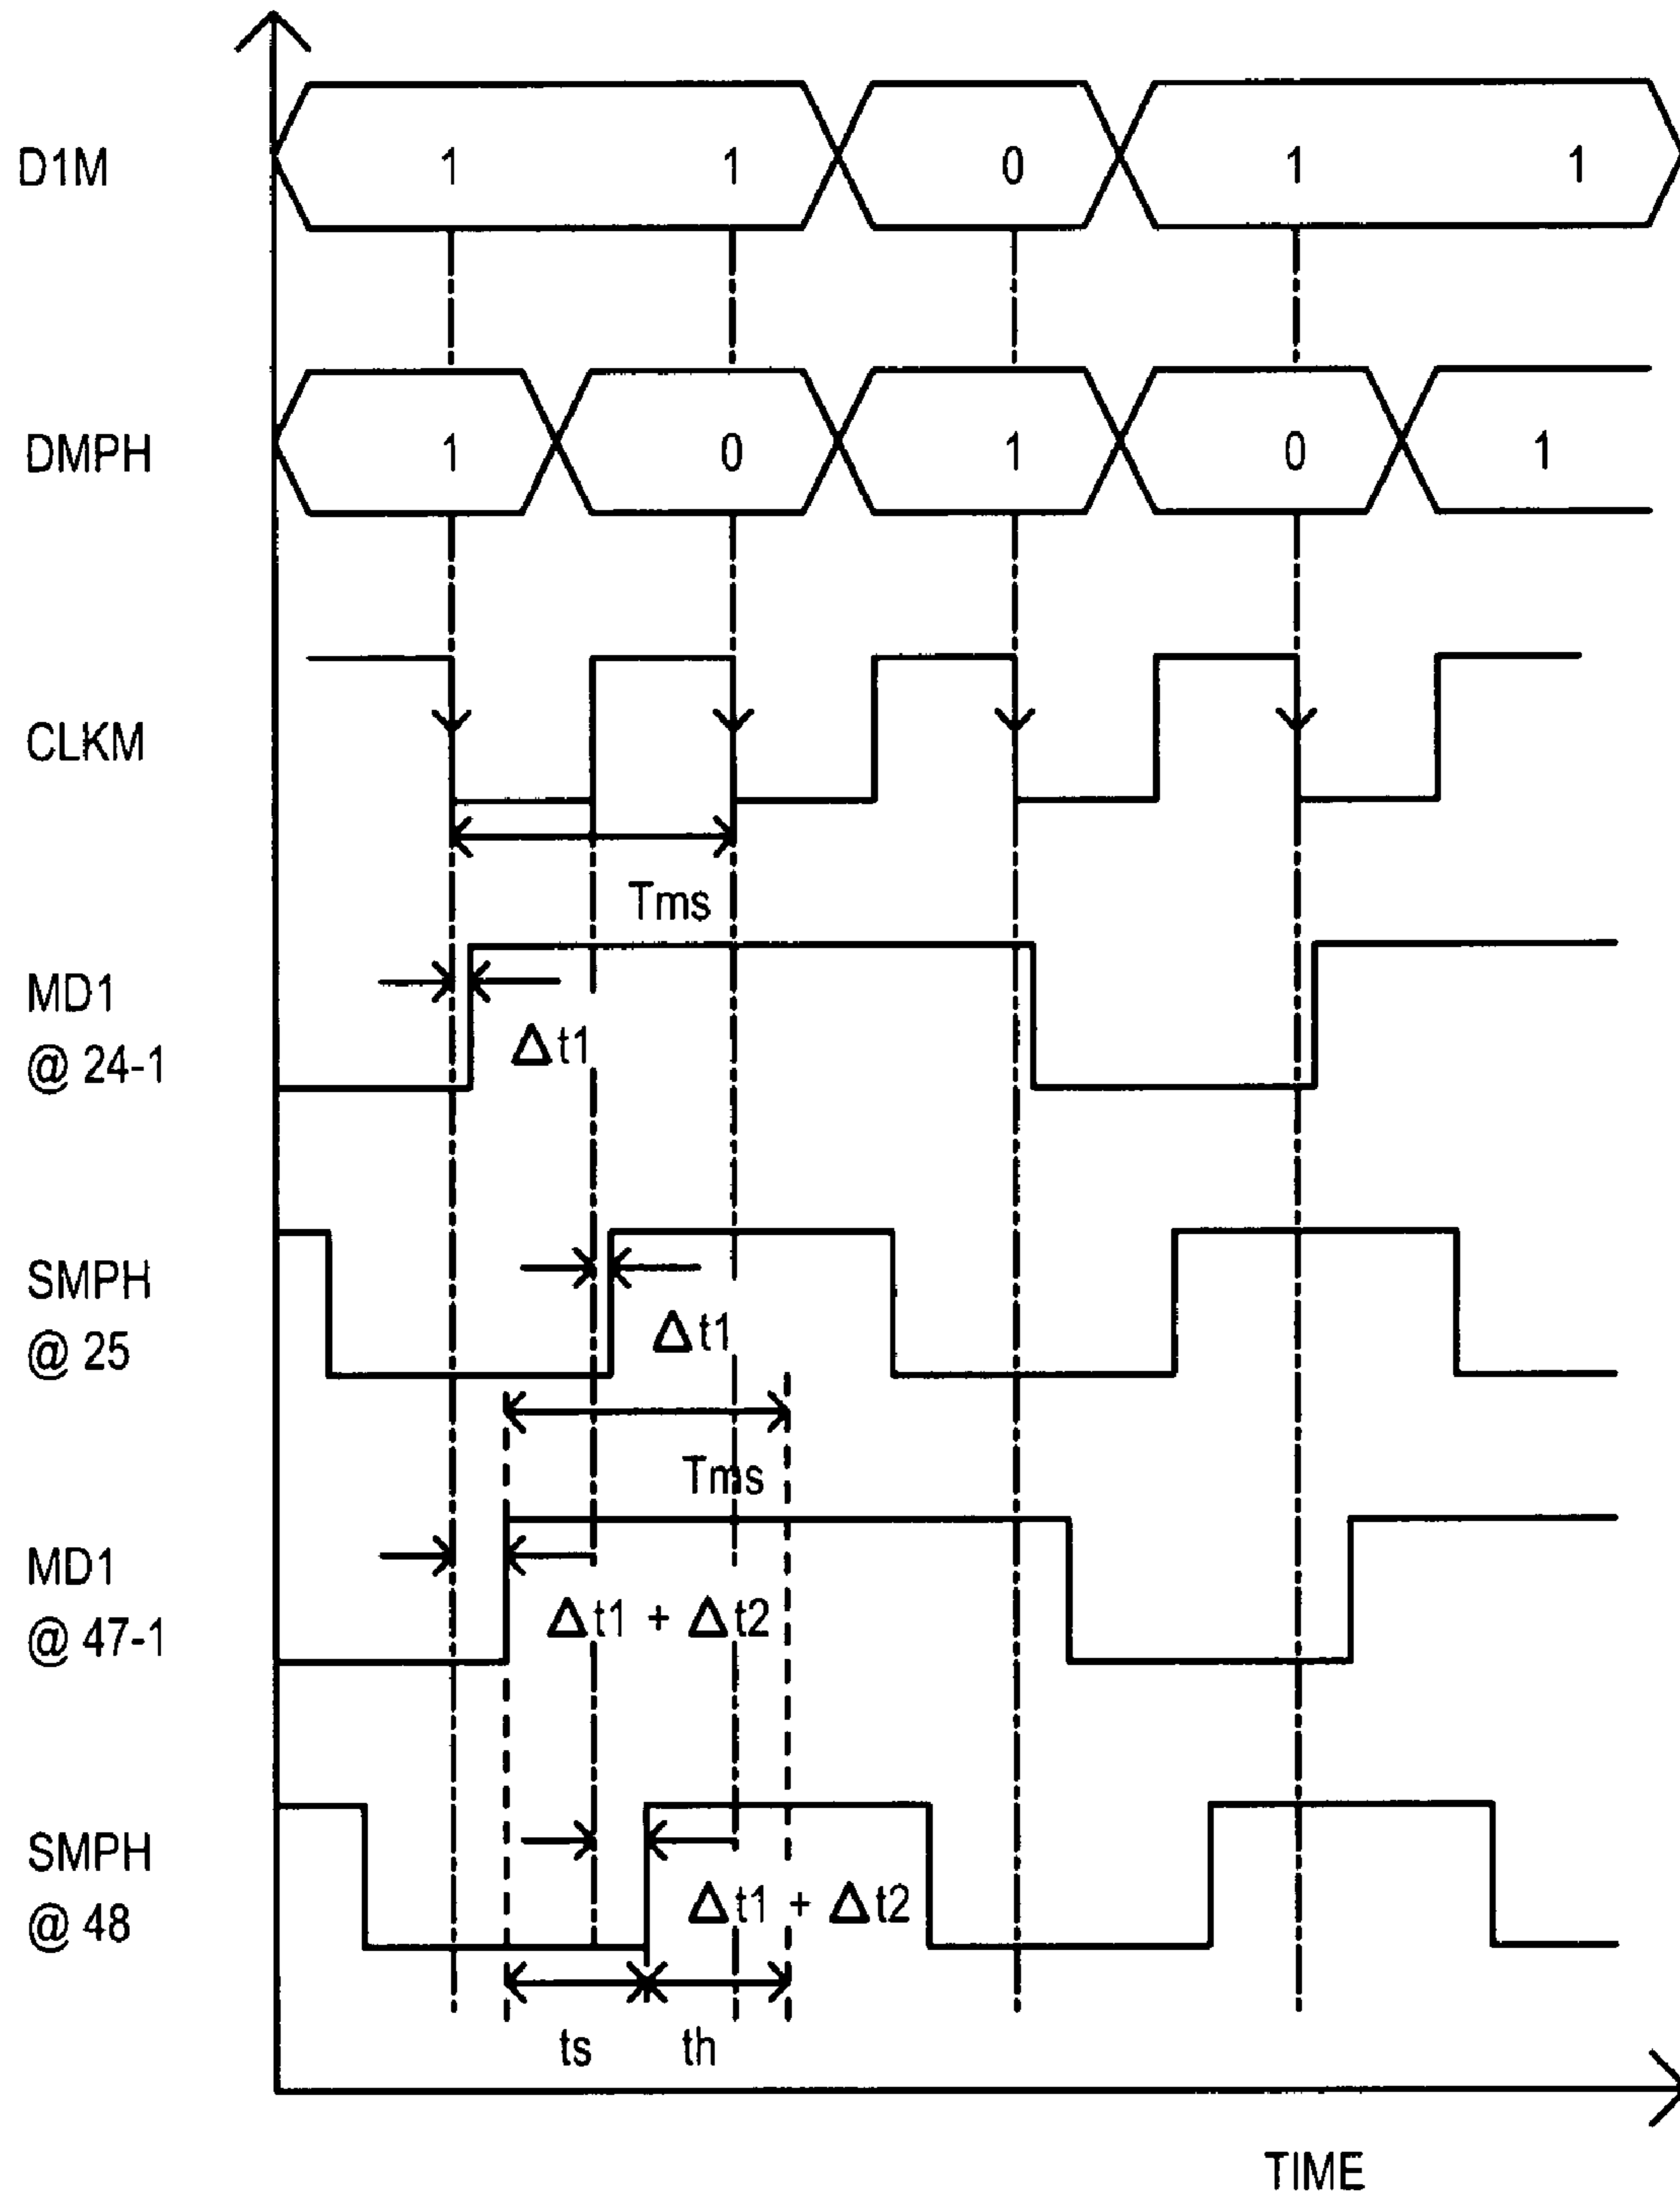 D1M 1 1 0 1 1
DMPH 1 0 1 0 1
CLKM
Tms
MD1
@ 24-1
Δt1
SMPH
@ 25
Δt1
Tms
MD1
@ 47-1
Δt1 + Δt2
SMPH
@ 48
Δt1 + Δt2
ts th
TIME